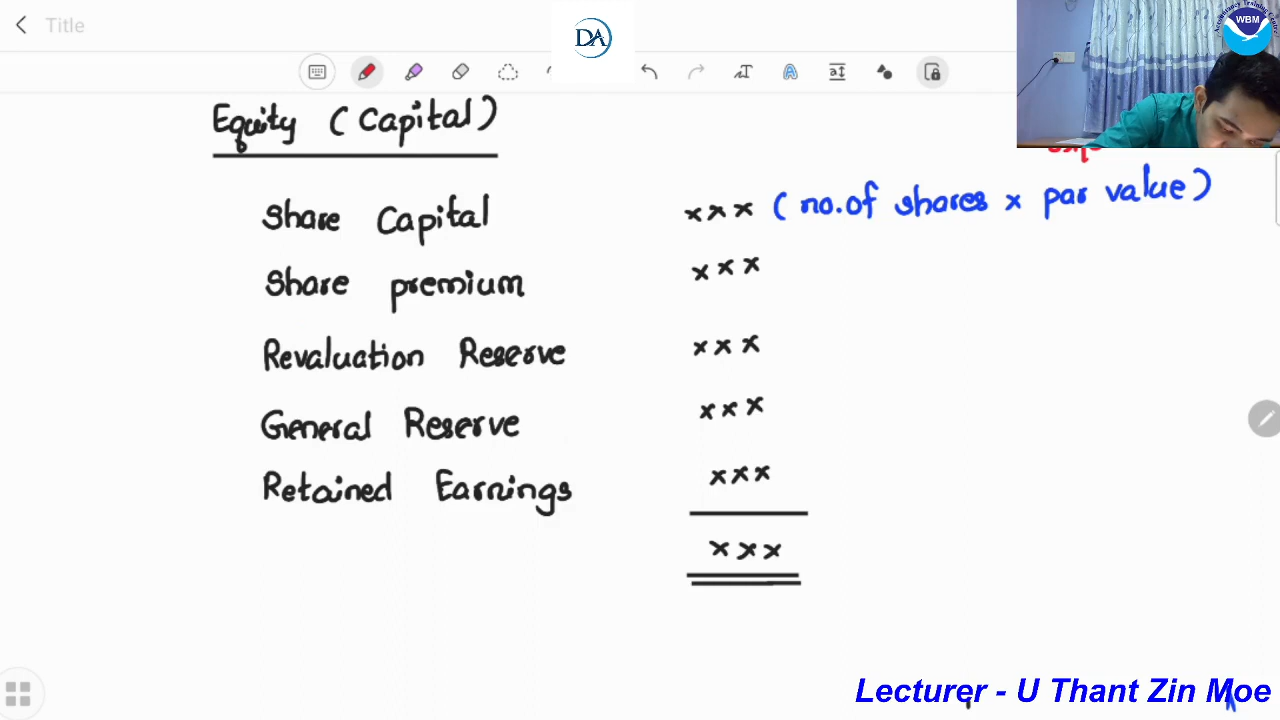 Title
DA
WBM
Equity (Capital)
Share Capital xxx (no. of shares x par value)
Share premium xxx
Revaluation Reserve xxx
General Reserve xxx
Retained Earnings xxx
xxx
Lecturer - U Thant Zin Moe